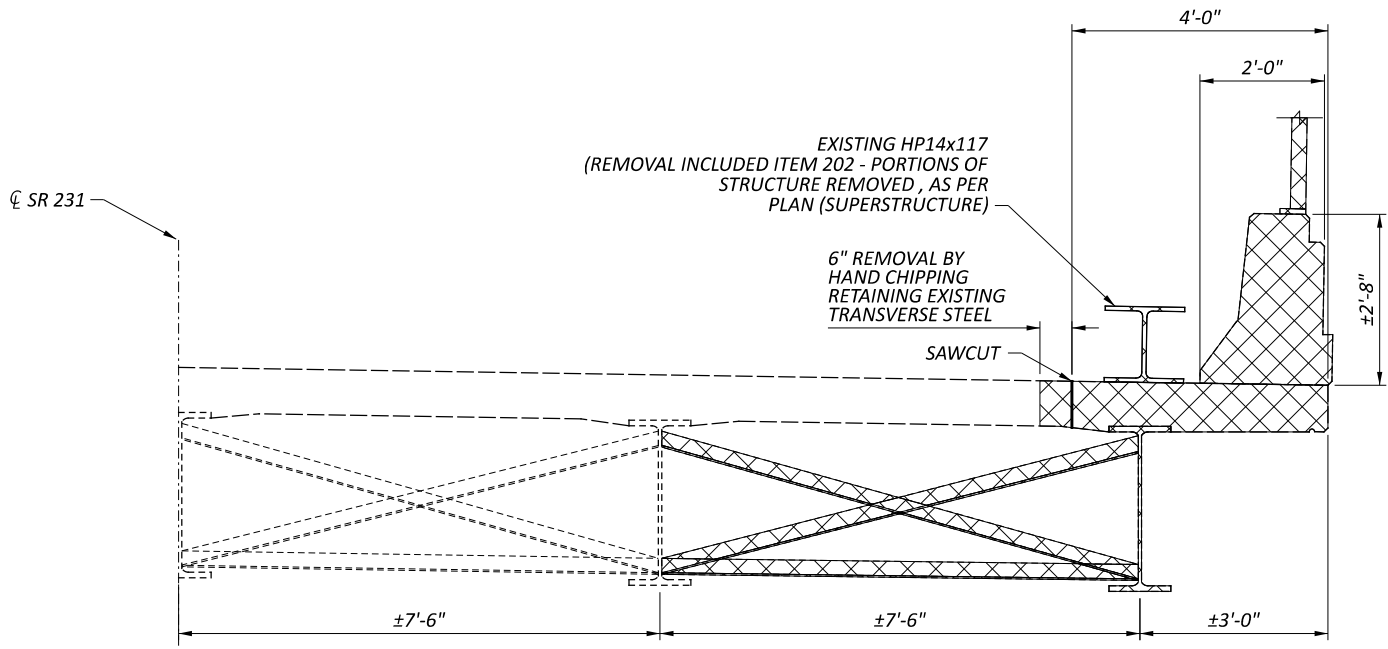 4'-0"
2'-0"
EXISTING HP14x117
(REMOVAL INCLUDED ITEM 202 - PORTIONS OF
STRUCTURE REMOVED , AS PER
PLAN (SUPERSTRUCTURE)
℄ SR 231
6" REMOVAL BY
HAND CHIPPING
RETAINING EXISTING
TRANSVERSE STEEL
±2'-8"
SAWCUT
±7'-6"
±7'-6"
±3'-0"